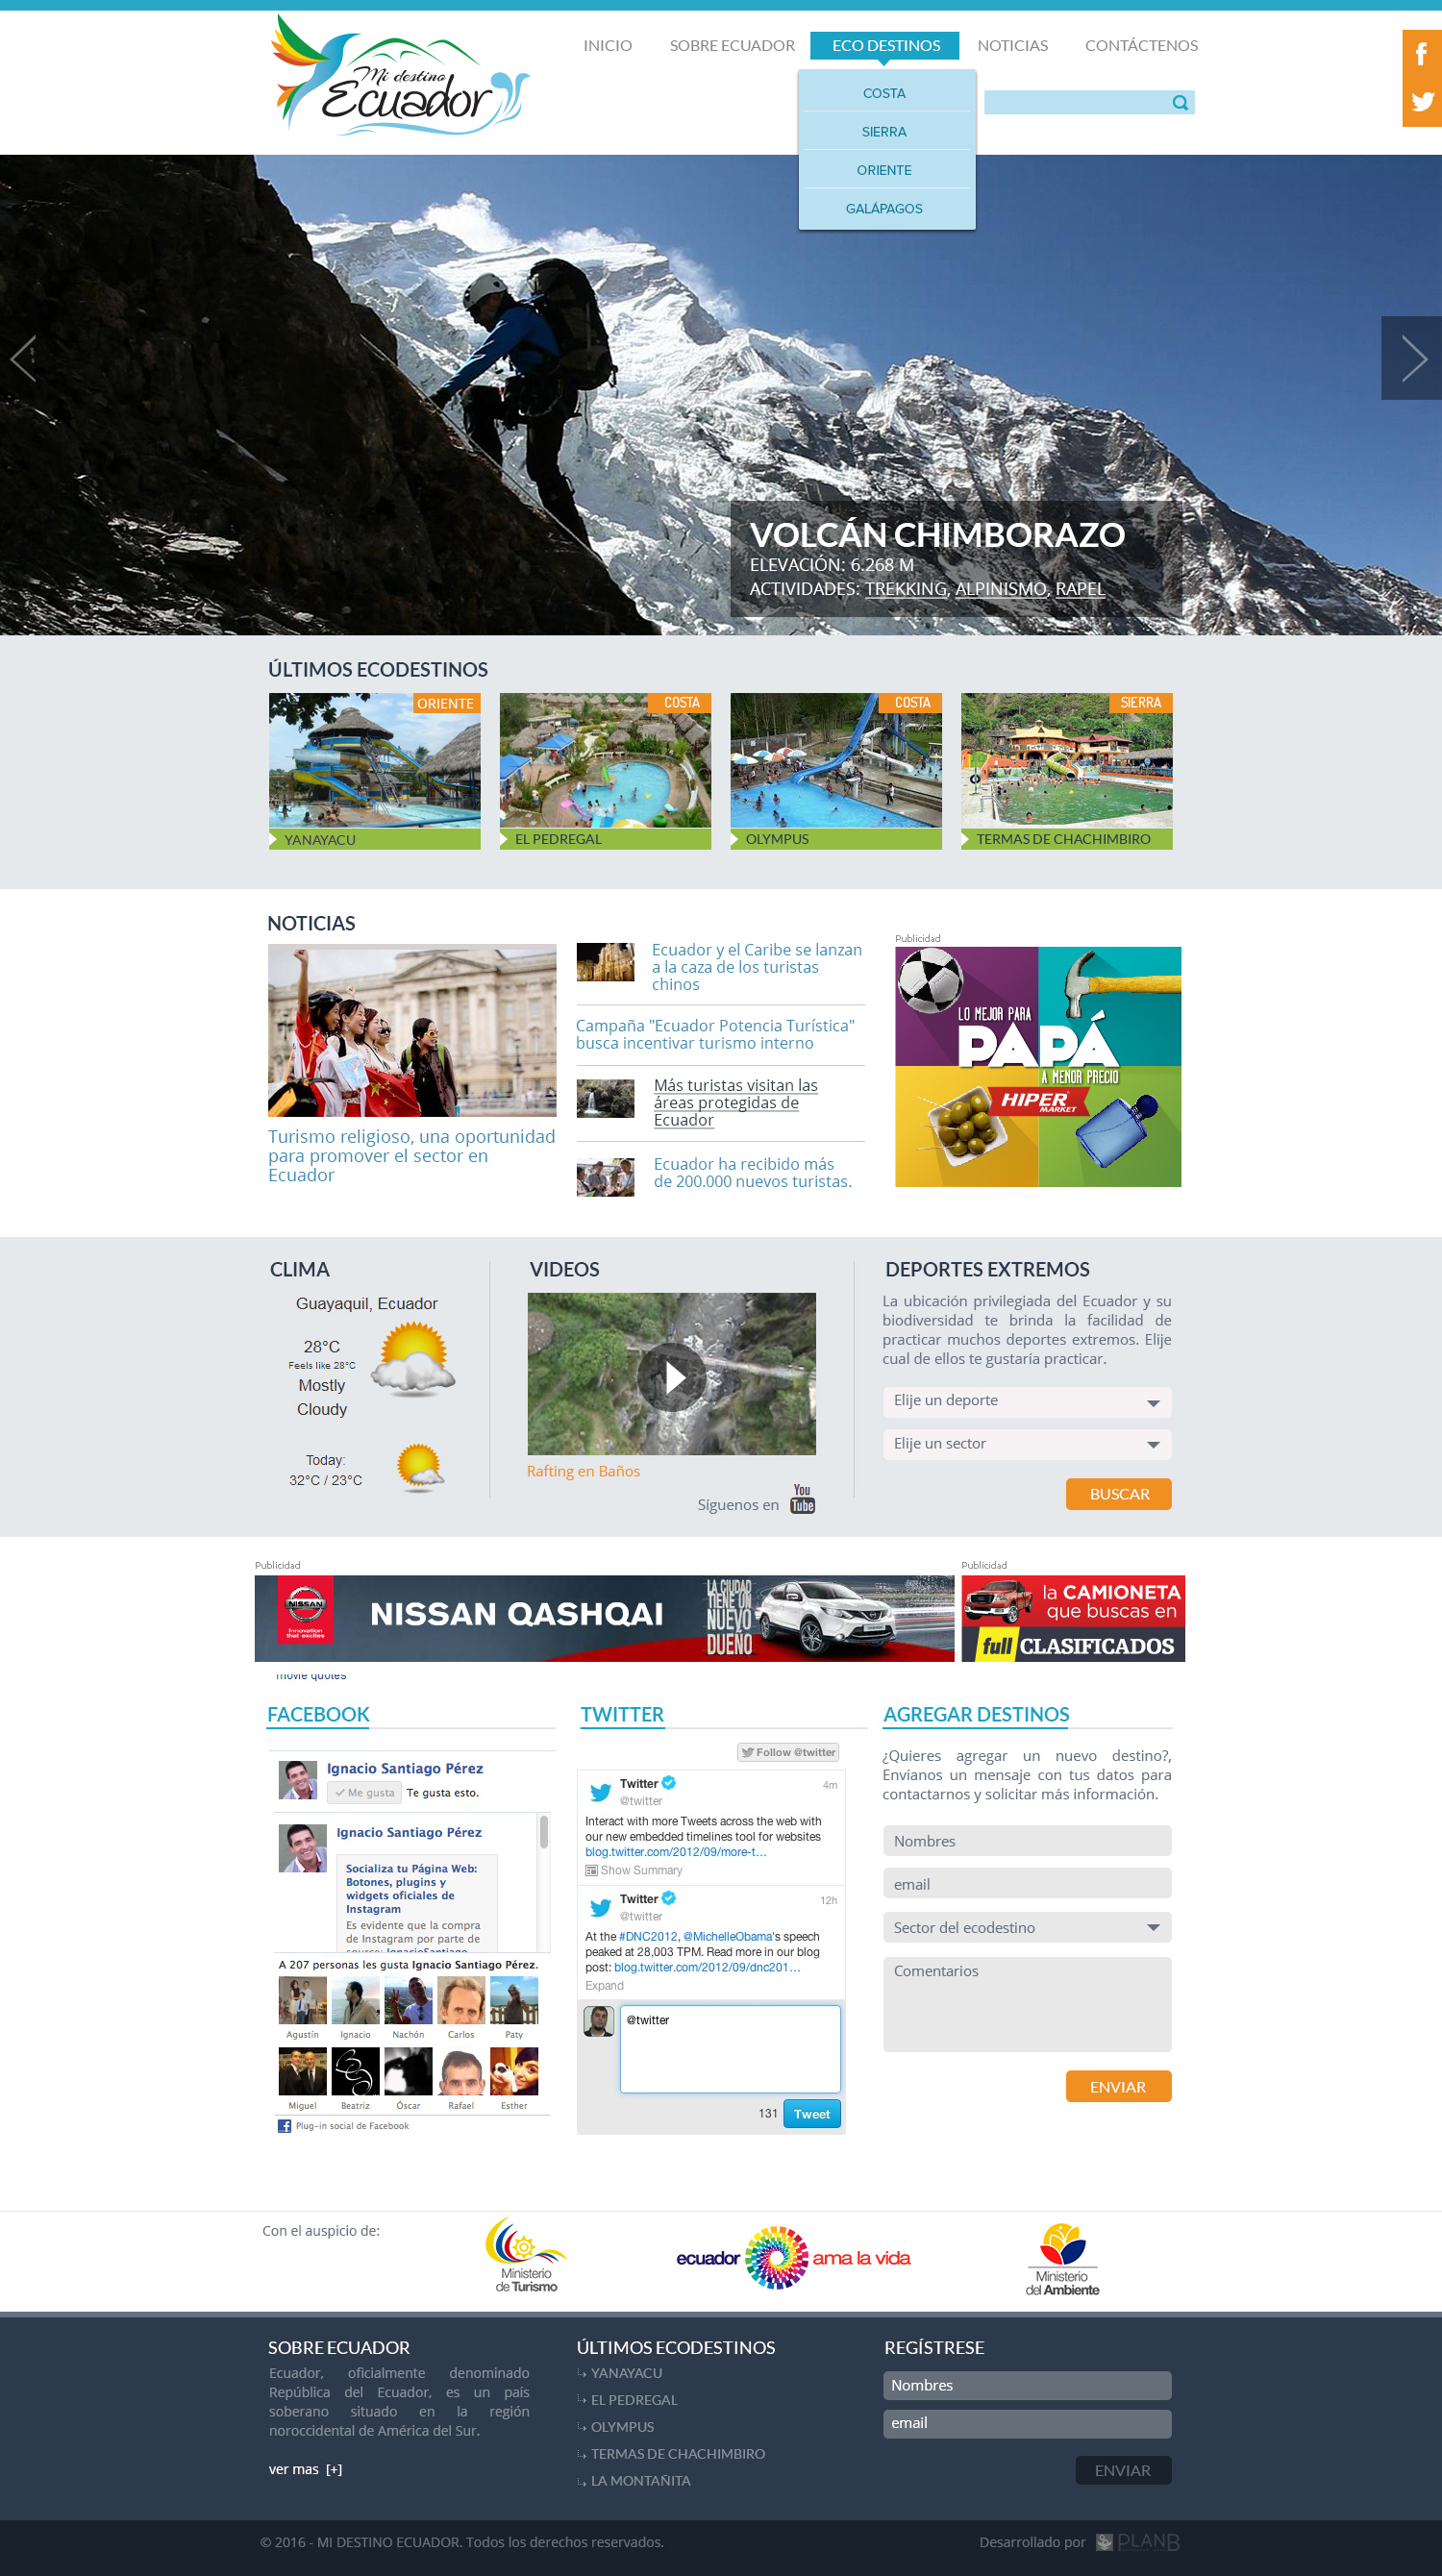 Mi destino
Ecuador
INICIO
SOBRE ECUADOR
ECO DESTINOS
NOTICIAS
CONTÁCTENOS
COSTA
SIERRA
ORIENTE
GALÁPAGOS
VOLCÁN CHIMBORAZO
ELEVACIÓN: 6.268 M
ACTIVIDADES: TREKKING, ALPINISMO, RAPEL
ÚLTIMOS ECODESTINOS
ORIENTE
YANAYACU
COSTA
EL PEDREGAL
COSTA
OLYMPUS
SIERRA
TERMAS DE CHACHIMBIRO
NOTICIAS
Turismo religioso, una oportunidad
para promover el sector en
Ecuador
Ecuador y el Caribe se lanzan
a la caza de los turistas
chinos
Campaña "Ecuador Potencia Turística"
busca incentivar turismo interno
Más turistas visitan las
áreas protegidas de
Ecuador
Ecuador ha recibido más
de 200.000 nuevos turistas.
Publicidad
LO MEJOR PARA
PAPÁ
A MENOR PRECIO
HIPER
MARKET
CLIMA
Guayaquil, Ecuador
28°C
Feels like 28°C
Mostly
Cloudy
Today:
32°C / 23°C
VIDEOS
Rafting en Baños
Síguenos en
You
Tube
DEPORTES EXTREMOS
La ubicación privilegiada del Ecuador y su
biodiversidad te brinda la facilidad de
practicar muchos deportes extremos. Elije
cual de ellos te gustaría practicar.
Elije un deporte
Elije un sector
BUSCAR
Publicidad
NISSAN
Innovation
that excites
NISSAN QASHQAI
LA CIUDAD
TIENE UN
NUEVO
DUEÑO
Publicidad
la CAMIONETA
que buscas en
full CLASIFICADOS
movie quotes
FACEBOOK
Ignacio Santiago Pérez
Me gusta
Te gusta esto.
Ignacio Santiago Pérez
Socializa tu Página Web:
Botones, plugins y
widgets oficiales de
Instagram
Es evidente que la compra
de Instagram por parte de
source: IgnacioSantiago
A 207 personas les gusta Ignacio Santiago Pérez.
Agustín Ignacio Nachón Carlos Paty
Miguel Beatriz Óscar Rafael Esther
Plug-in social de Facebook
TWITTER
Follow @twitter
Twitter 4m
@twitter
Interact with more Tweets across the web with
our new embedded timelines tool for websites
blog.twitter.com/2012/09/more-t…
Show Summary
Twitter 12h
@twitter
At the #DNC2012, @MichelleObama's speech
peaked at 28,003 TPM. Read more in our blog
post: blog.twitter.com/2012/09/dnc201…
Expand
@twitter
131 Tweet
AGREGAR DESTINOS
¿Quieres agregar un nuevo destino?,
Envíanos un mensaje con tus datos para
contactarnos y solicitar más información.
Nombres
email
Sector del ecodestino
Comentarios
ENVIAR
Con el auspicio de:
Ministerio
de Turismo
ecuador ama la vida
Ministerio
del Ambiente
SOBRE ECUADOR
Ecuador, oficialmente denominado
República del Ecuador, es un país
soberano situado en la región
noroccidental de América del Sur.
ver mas [+]
ÚLTIMOS ECODESTINOS
YANAYACU
EL PEDREGAL
OLYMPUS
TERMAS DE CHACHIMBIRO
LA MONTAÑITA
REGÍSTRESE
Nombres
email
ENVIAR
© 2016 - MI DESTINO ECUADOR. Todos los derechos reservados.
Desarrollado por PLANB